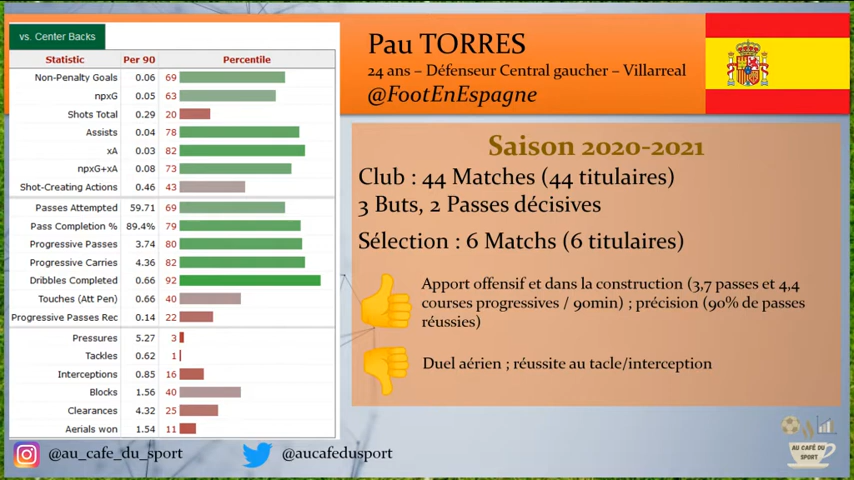 vs. Center Backs
Statistic Per 90 Percentile
Non-Penalty Goals 0.06 69
npxG 0.05 63
Shots Total 0.29 20
Assists 0.04 78
xA 0.03 82
npxG+xA 0.08 73
Shot-Creating Actions 0.46 43
Passes Attempted 59.71 69
Pass Completion % 89.4% 79
Progressive Passes 3.74 80
Progressive Carries 4.36 82
Dribbles Completed 0.66 92
Touches (Att Pen) 0.66 40
Progressive Passes Rec 0.14 22
Pressures 5.27 3
Tackles 0.62 1
Interceptions 0.85 16
Blocks 1.56 40
Clearances 4.32 25
Aerials won 1.54 11
Pau TORRES
24 ans – Défenseur Central gaucher – Villarreal
@FootEnEspagne
Saison 2020-2021
Club : 44 Matches (44 titulaires)
3 Buts, 2 Passes décisives
Sélection : 6 Matchs (6 titulaires)
Apport offensif et dans la construction (3,7 passes et 4,4
courses progressives / 90min) ; précision (90% de passes
réussies)
Duel aérien ; réussite au tacle/interception
@au_cafe_du_sport
@aucafedusport
AU CAFÉ DU
SPORT